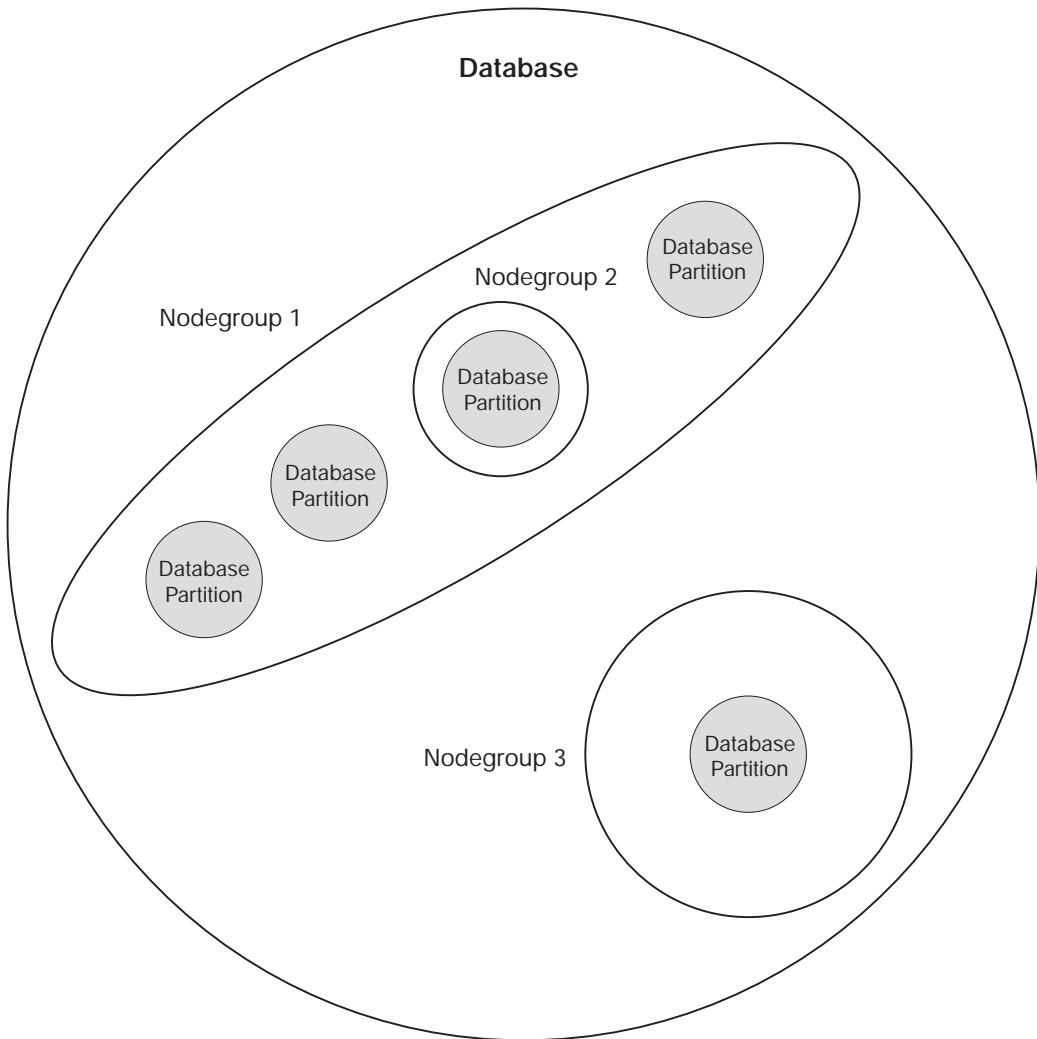 Database
Database
Partition
Nodegroup 2
Nodegroup 1
Database
Partition
Database
Partition
Database
Partition
Nodegroup 3
Database
Partition